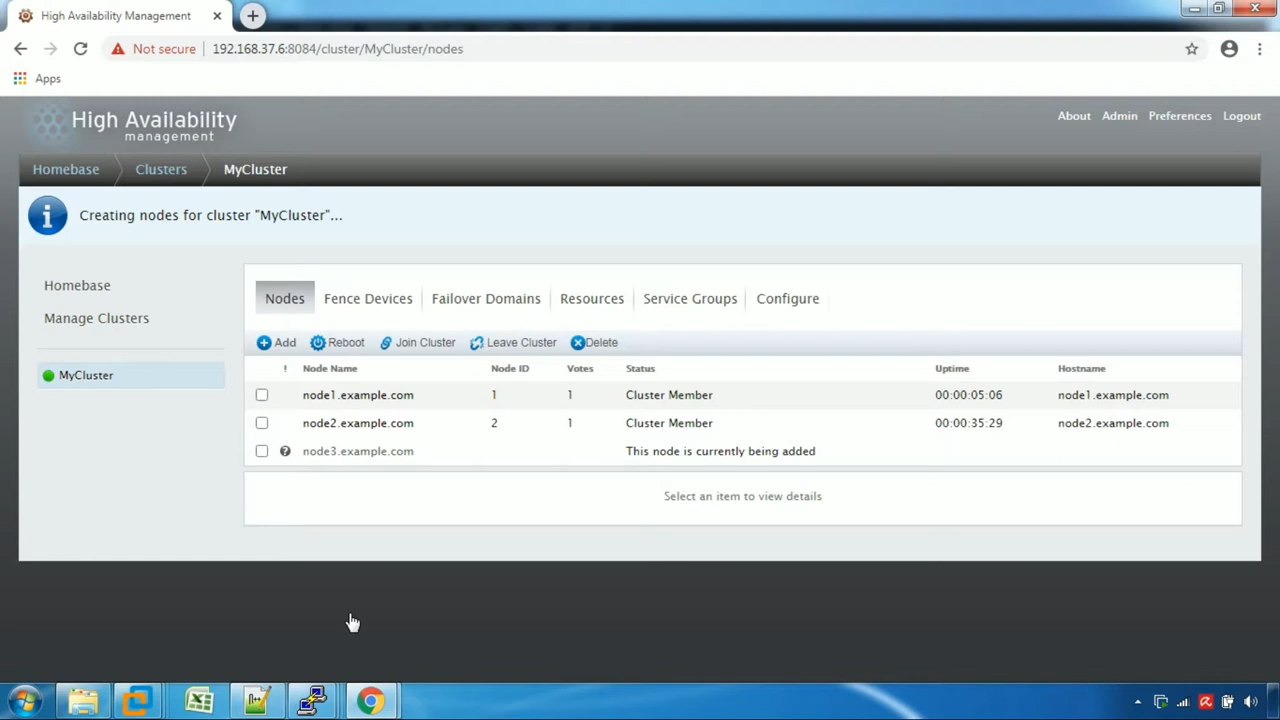 High Availability Management
Not secure
192.168.37.6:8084/cluster/MyCluster/nodes
Apps
High Availability
management
About Admin Preferences Logout
Homebase Clusters MyCluster
Creating nodes for cluster "MyCluster"...
Homebase
Manage Clusters
MyCluster
Nodes Fence Devices Failover Domains Resources Service Groups Configure
Add Reboot Join Cluster Leave Cluster Delete
! Node Name Node ID Votes Status Uptime Hostname
node1.example.com 1 1 Cluster Member 00:00:05:06 node1.example.com
node2.example.com 2 1 Cluster Member 00:00:35:29 node2.example.com
? node3.example.com This node is currently being added
Select an item to view details